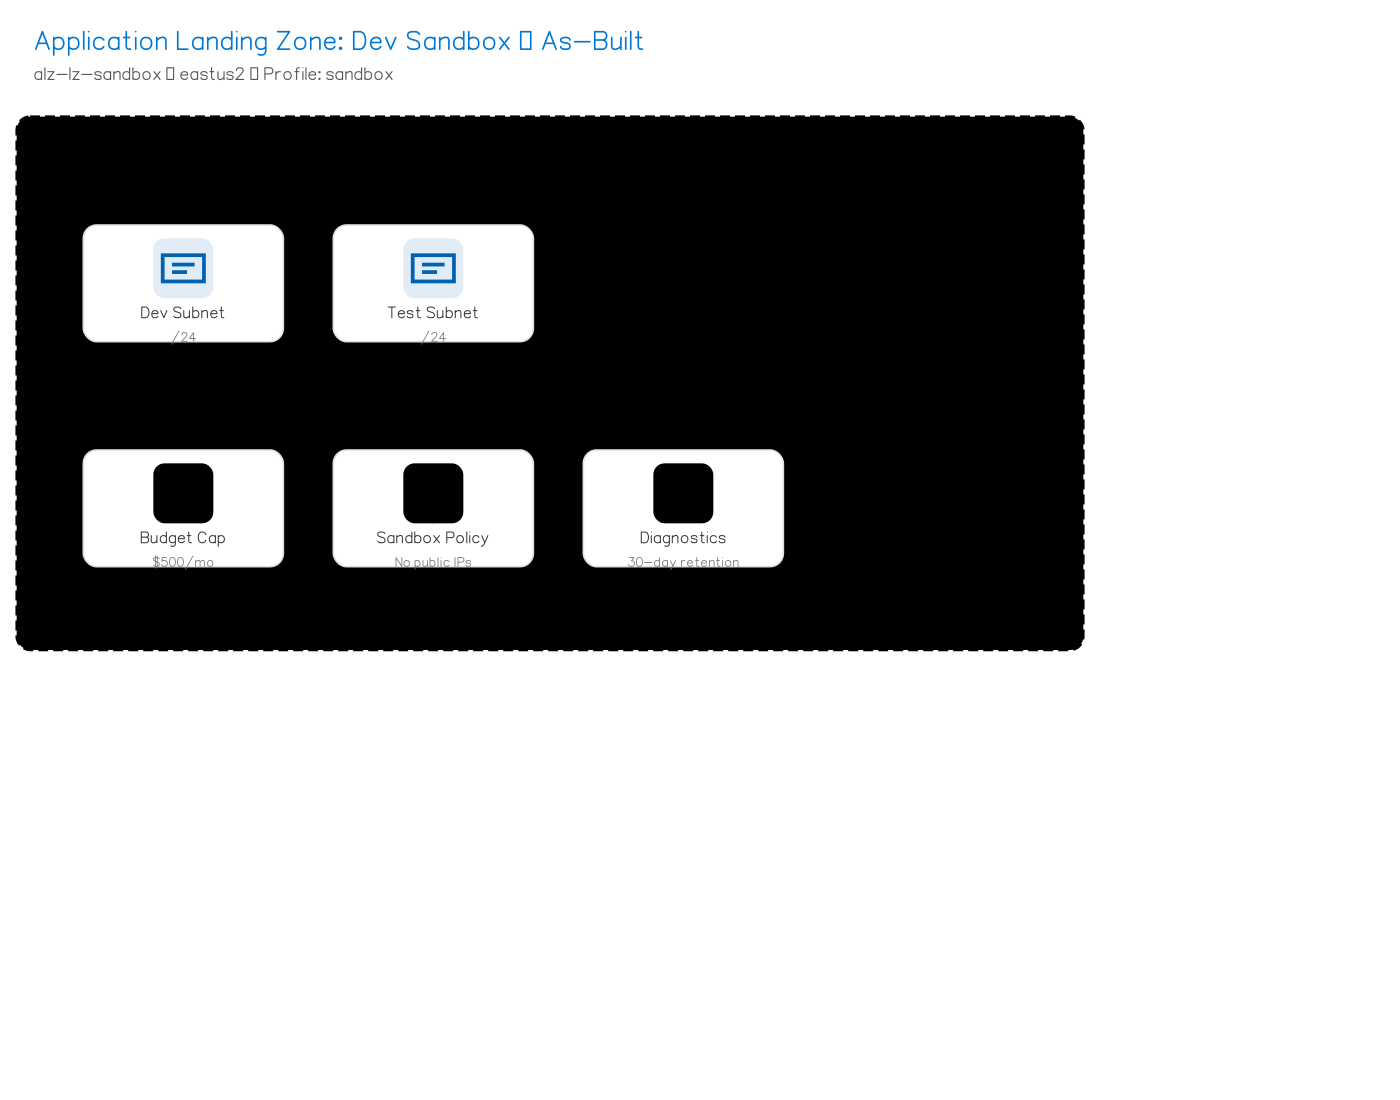 Application Landing Zone: Dev Sandbox ▯ As-Built
alz-lz-sandbox ▯ eastus2 ▯ Profile: sandbox
Dev Subnet
/24
Test Subnet
/24
Budget Cap
$500/mo
Sandbox Policy
No public IPs
Diagnostics
30-day retention